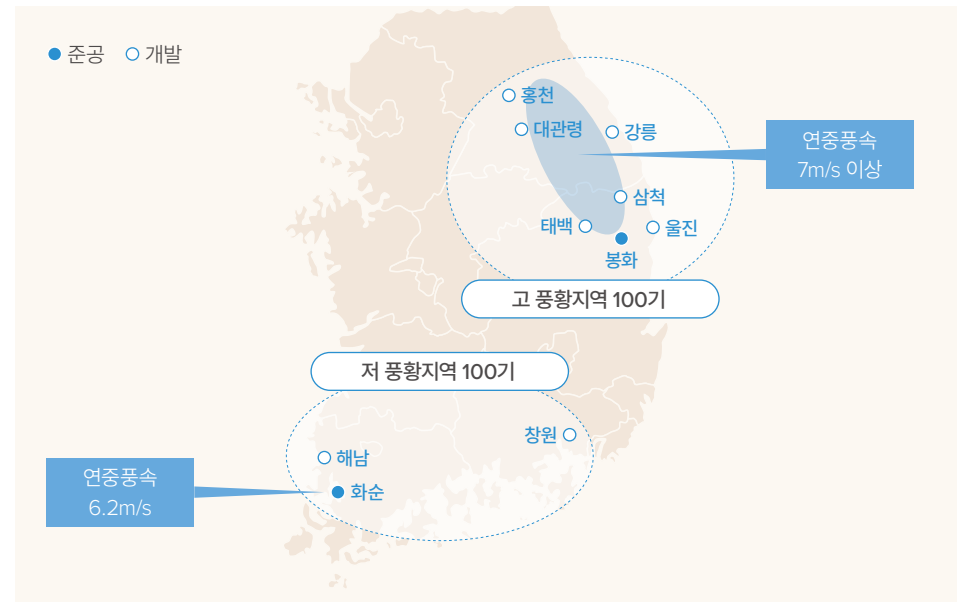 준공 개발
홍천
대관령
강릉
연중풍속
7m/s 이상
삼척
태백
울진
봉화
고 풍황지역 100기
저 풍황지역 100기
창원
해남
연중풍속
6.2m/s
화순